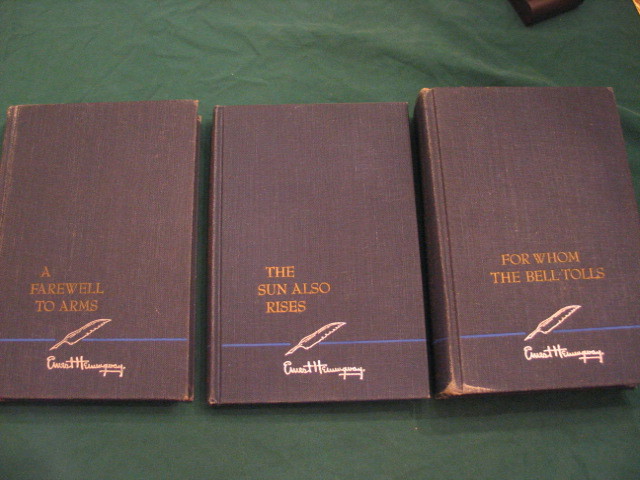 A
FAREWELL
TO ARMS
Ernest Hemingway
THE
SUN ALSO
RISES
Ernest Hemingway
FOR WHOM
THE BELL TOLLS
Ernest Hemingway